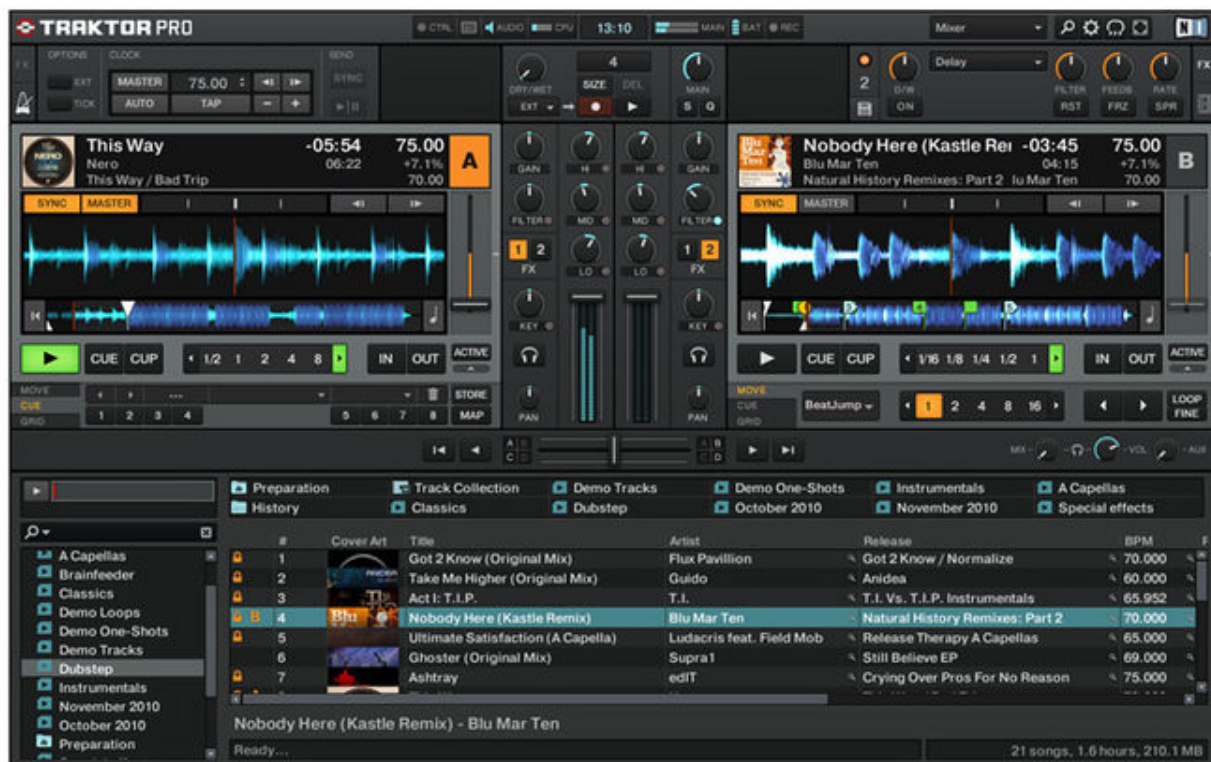 TRAKTOR PRO
CTRL AUDIO CPU 13:10 MAIN BAT REC Mixer
FX OPTIONS CLOCK SEND
EXT MASTER 75.00 SYNC
TICK AUTO TAP - +
DRY/WET 4 MAIN
SIZE DEL
EXT S Q
2 D/W Delay FILTER FEEDB RATE FX
ON RST FRZ SPR
This Way -05:54 75.00 A
Nero 06:22 +7.1%
This Way / Bad Trip 70.00
SYNC MASTER
GAIN HI HI GAIN
FILTER MID MID FILTER
1 2 LO LO 1 2
FX FX
KEY KEY
PAN PAN
Nobody Here (Kastle Rei -03:45 75.00 B
Blu Mar Ten 04:15 +7.1%
Natural History Remixes: Part 2 lu Mar Ten 70.00
SYNC MASTER
CUE CUP 1/2 1 2 4 8 IN OUT ACTIVE
CUE CUP 1/16 1/8 1/4 1/2 1 IN OUT ACTIVE
MOVE ... STORE
CUE 1 2 3 4 5 6 7 8 MAP
GRID
MOVE
CUE BeatJump 1 2 4 8 16 LOOP FINE
GRID
A B
C D
A B
C D
MIX VOL AUX
Preparation Track Collection Demo Tracks Demo One-Shots Instrumentals A Capellas
History Classics Dubstep October 2010 November 2010 Special effects
A Capellas
Brainfeeder
Classics
Demo Loops
Demo One-Shots
Demo Tracks
Dubstep
Instrumentals
November 2010
October 2010
Preparation
# Cover Art Title Artist Release BPM
1 Got 2 Know (Original Mix) Flux Pavillion Got 2 Know / Normalize 70.000
2 Take Me Higher (Original Mix) Guido Anidea 60.000
3 Act I: T.I.P. T.I. T.I. Vs. T.I.P. Instrumentals 65.952
B 4 Nobody Here (Kastle Remix) Blu Mar Ten Natural History Remixes: Part 2 70.000
5 Ultimate Satisfaction (A Capella) Ludacris feat. Field Mob Release Therapy A Capellas 65.000
6 Ghoster (Original Mix) Supra1 Still Believe EP 69.000
7 Ashtray edIT Crying Over Pros For No Reason 75.000
Nobody Here (Kastle Remix) - Blu Mar Ten
Ready... 21 songs, 1.6 hours, 210.1 MB